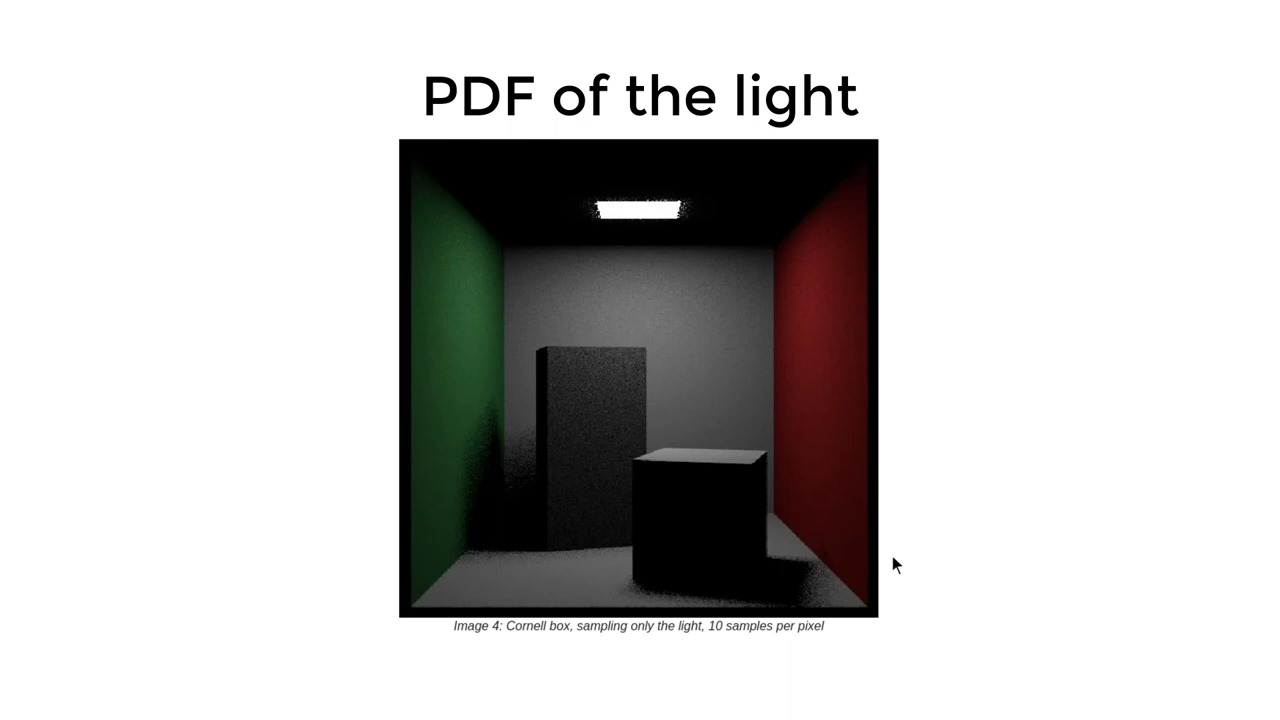 PDF of the light
Image 4: Cornell box, sampling only the light, 10 samples per pixel